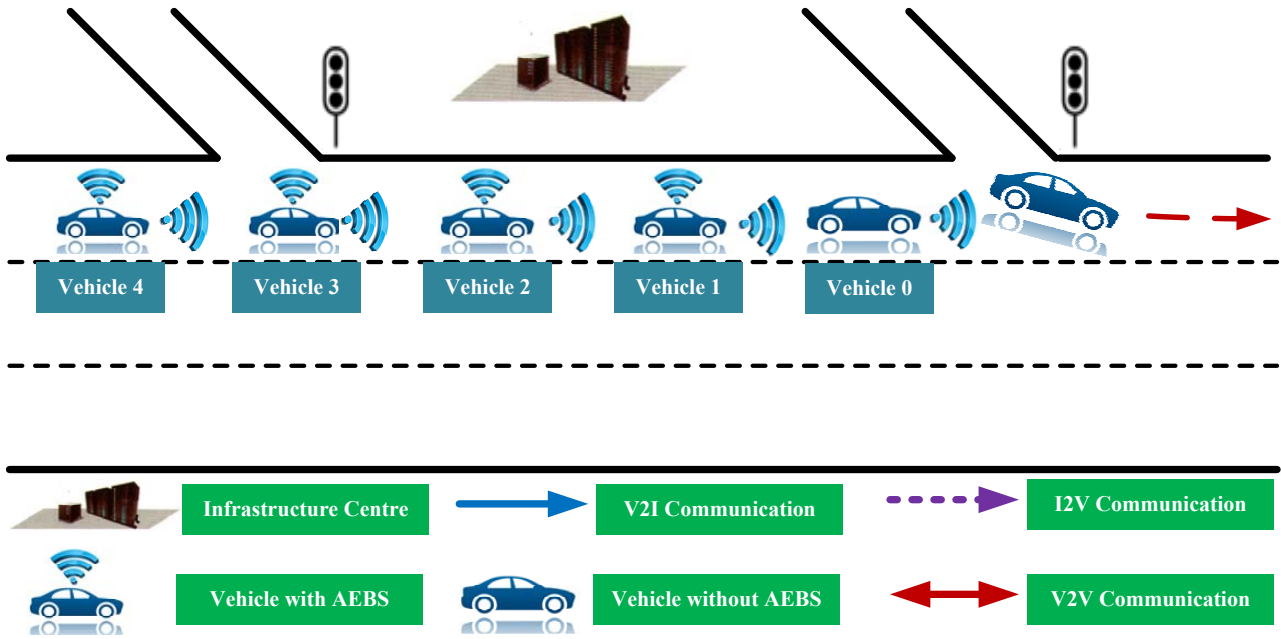 Vehicle 4
Vehicle 3
Vehicle 2
Vehicle 1
Vehicle 0
Infrastructure Centre
V2I Communication
I2V Communication
Vehicle with AEBS
Vehicle without AEBS
V2V Communication